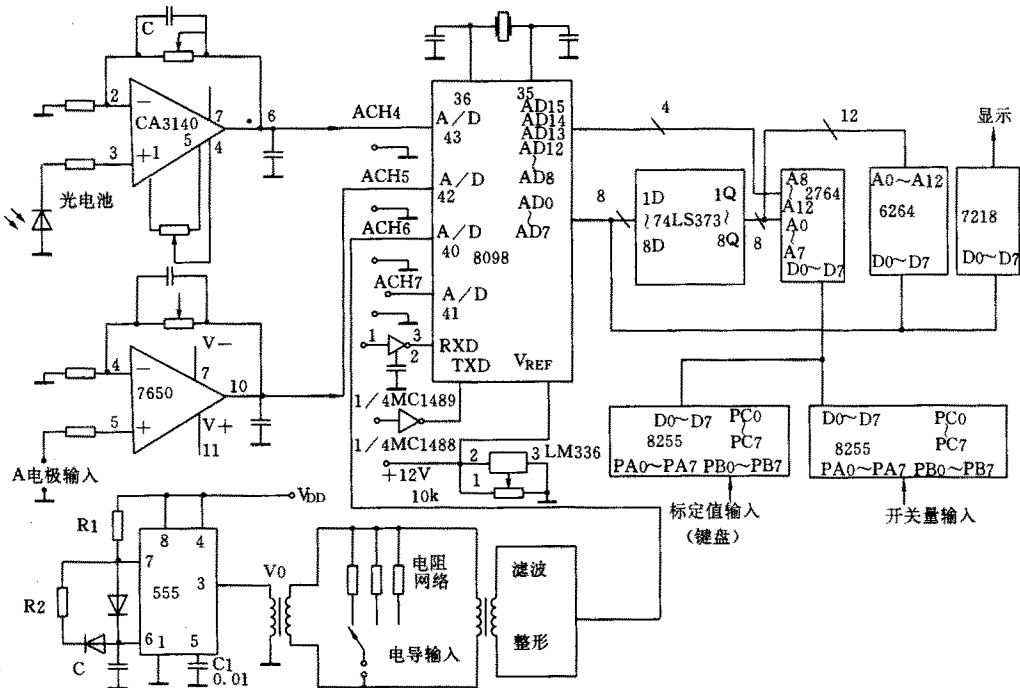 C
2
CA3140
7
6
3
+1
5
4
光电池
ACH4
ACH5
ACH6
ACH7
36
35
A/D
43
A/D
42
A/D
40
8098
A/D
41
RXD
TXD
VREF
AD15
AD14
AD13
AD12
~
AD8
AD0
~
AD7
4
8
1D
1Q
~74LS373~
8D
8Q
8
12
A8
~
2764
A12
A0
~
A7
D0~D7
A0~A12
6264
D0~D7
显示
7218
D0~D7
4
7650
V-
7
10
5
V+
11
A电极输入
1
3
2
1/4MC1489
1/4MC1488
+12V
10k
2
3
LM336
1
D0~D7
PC0
~
8255
PC7
PA0~PA7 PB0~PB7
标定值输入
(键盘)
D0~D7
PC0
~
8255
PC7
PA0~PA7 PB0~PB7
开关量输入
VDD
R1
R2
C
8
4
7
555
3
6
1
5
C1
0.01
V0
电阻
网络
电导输入
滤波
整形